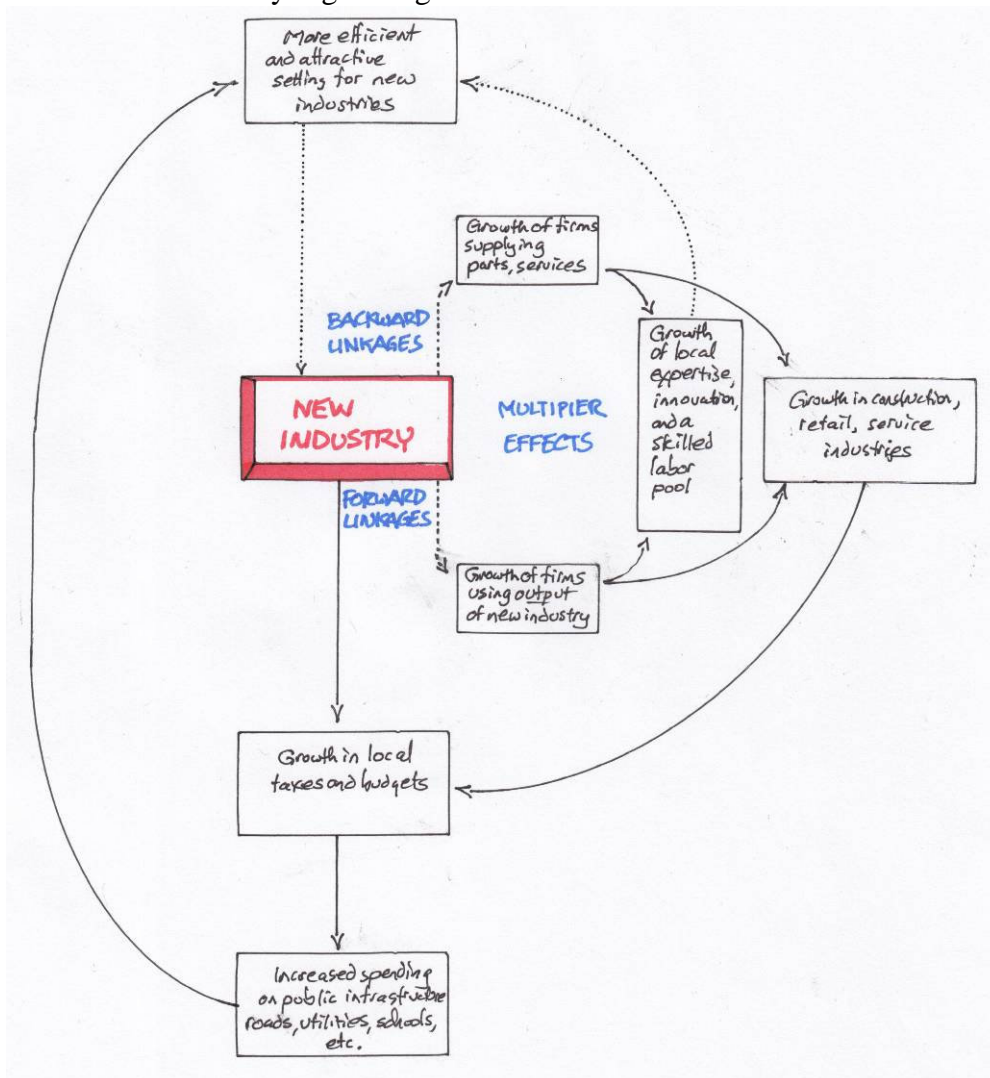 More efficient
and attractive
setting for new
industries
Growth of firms
supplying
parts, services
BACKWARD
LINKAGES
Growth
of local
expertise,
innovation,
and a
skilled
labor
pool
NEW
INDUSTRY
MULTIPIER
EFFECTS
Growth in construction,
retail, service
industries
FORWARD
LINKAGES
Growth of firms
using output
of new industry
Growth in local
taxes and budgets
Increased spending
on public infrastructure
roads, utilities, schools,
etc.